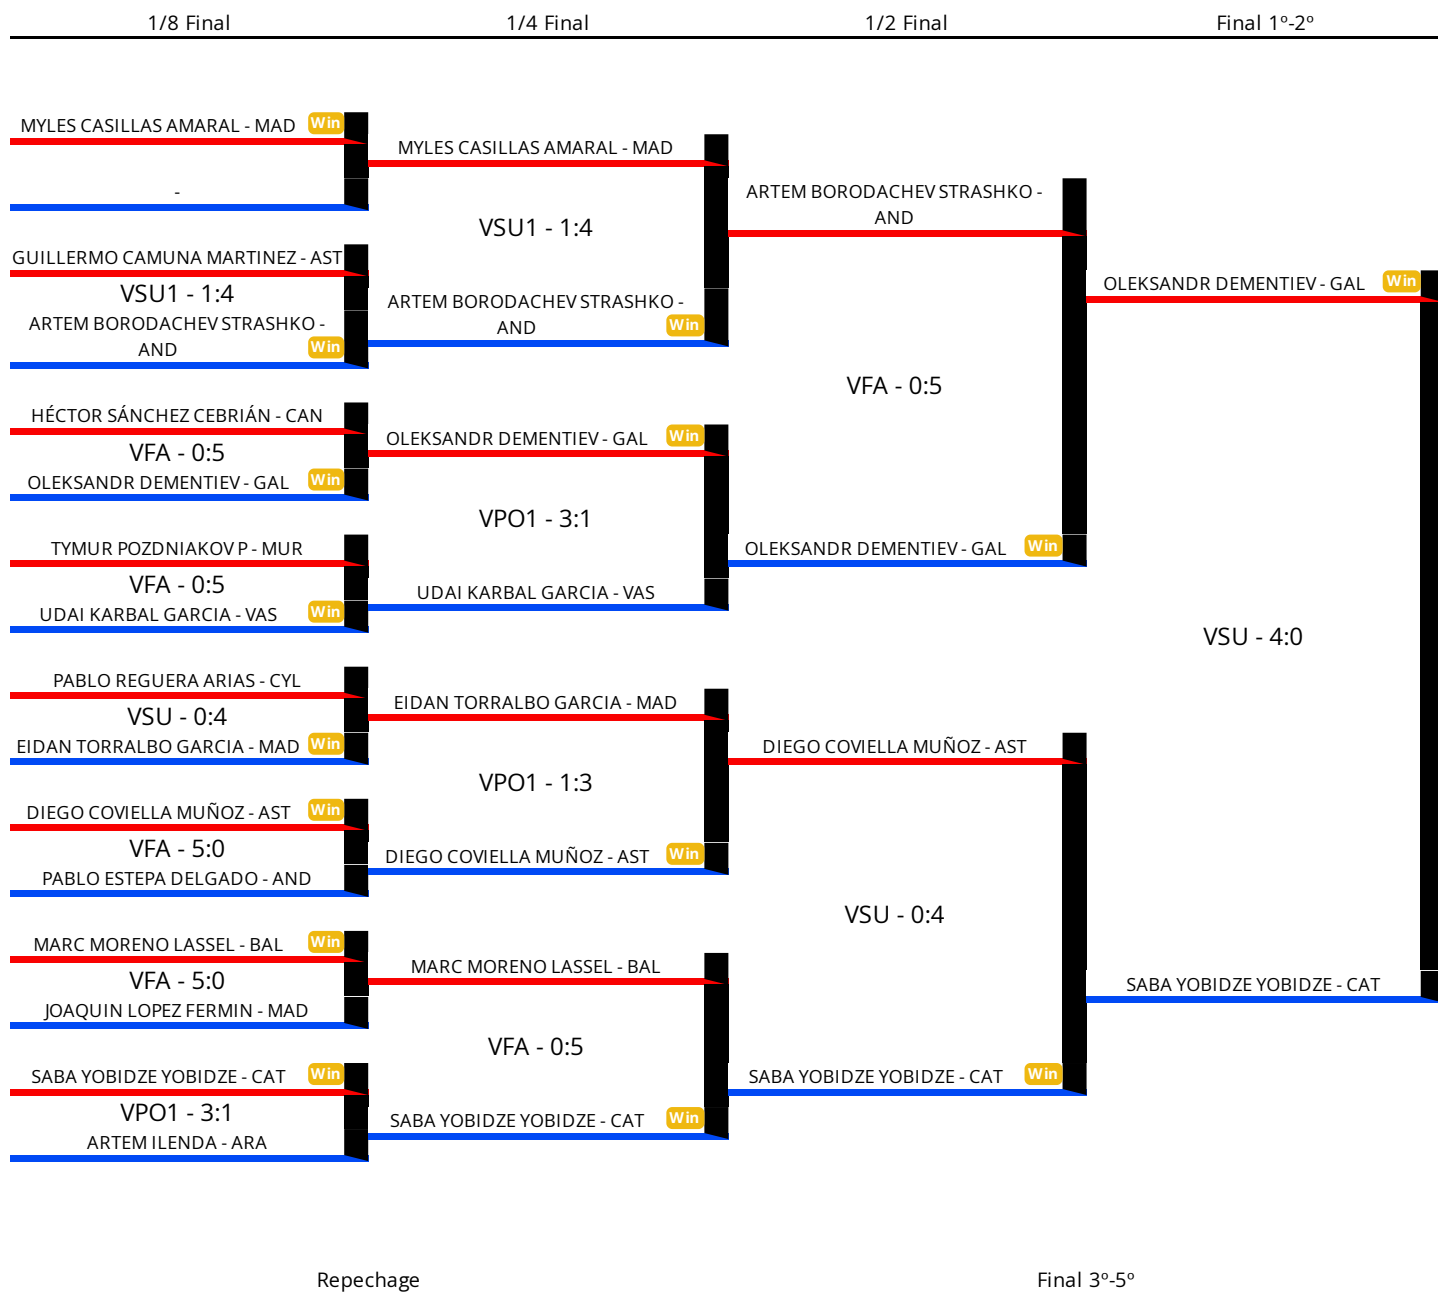 1/8 Final
1/4 Final
1/2 Final
Final 1º-2º
MYLES CASILLAS AMARAL - MAD
Win
-
GUILLERMO CAMUNA MARTINEZ - AST
VSU1 - 1:4
ARTEM BORODACHEV STRASHKO -
AND
Win
HÉCTOR SÁNCHEZ CEBRIÁN - CAN
VFA - 0:5
OLEKSANDR DEMENTIEV - GAL
Win
TYMUR POZDNIAKOV P - MUR
VFA - 0:5
UDAI KARBAL GARCIA - VAS
Win
PABLO REGUERA ARIAS - CYL
VSU - 0:4
EIDAN TORRALBO GARCIA - MAD
Win
DIEGO COVIELLA MUÑOZ - AST
Win
VFA - 5:0
PABLO ESTEPA DELGADO - AND
MARC MORENO LASSEL - BAL
Win
VFA - 5:0
JOAQUIN LOPEZ FERMIN - MAD
SABA YOBIDZE YOBIDZE - CAT
Win
VPO1 - 3:1
ARTEM ILENDA - ARA
MYLES CASILLAS AMARAL - MAD
VSU1 - 1:4
ARTEM BORODACHEV STRASHKO -
AND
Win
OLEKSANDR DEMENTIEV - GAL
Win
VPO1 - 3:1
UDAI KARBAL GARCIA - VAS
EIDAN TORRALBO GARCIA - MAD
VPO1 - 1:3
DIEGO COVIELLA MUÑOZ - AST
Win
MARC MORENO LASSEL - BAL
VFA - 0:5
SABA YOBIDZE YOBIDZE - CAT
Win
ARTEM BORODACHEV STRASHKO -
AND
VFA - 0:5
OLEKSANDR DEMENTIEV - GAL
Win
DIEGO COVIELLA MUÑOZ - AST
VSU - 0:4
SABA YOBIDZE YOBIDZE - CAT
Win
OLEKSANDR DEMENTIEV - GAL
Win
VSU - 4:0
SABA YOBIDZE YOBIDZE - CAT
Repechage
Final 3º-5º